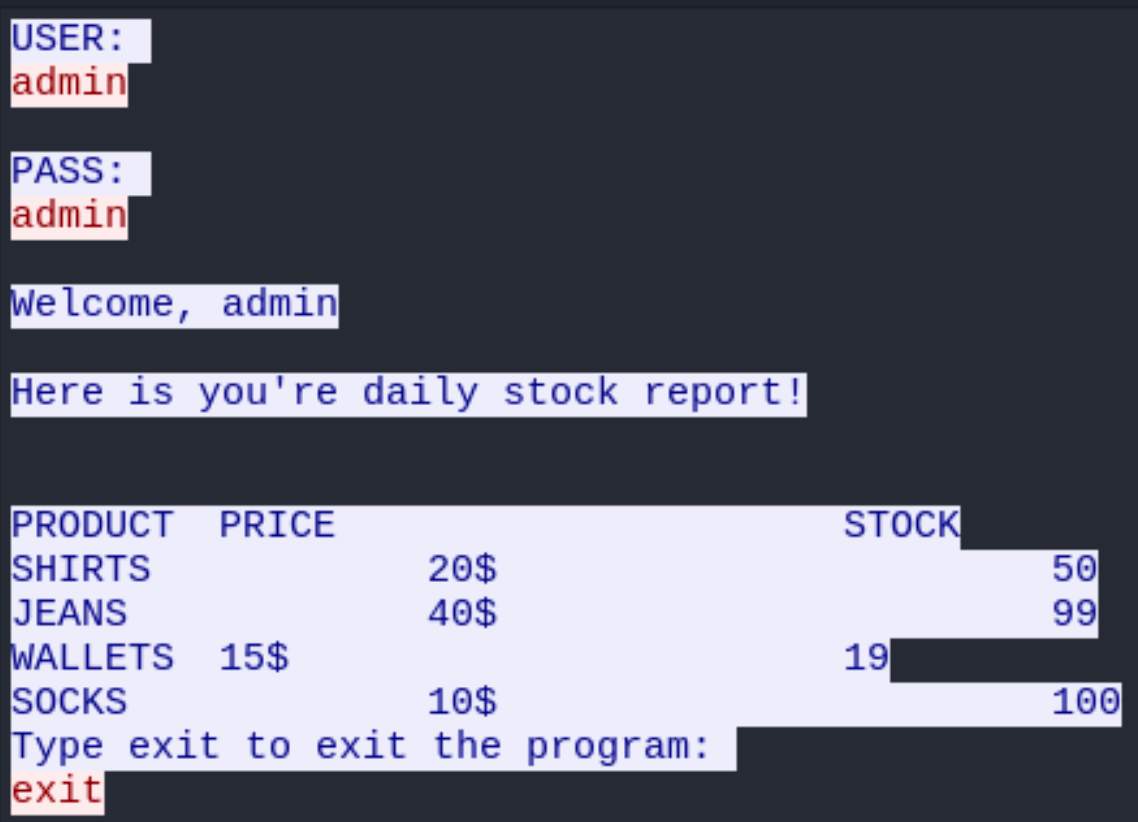 USER:
admin
PASS:
admin
Welcome, admin
Here is you're daily stock report!
PRODUCT PRICE STOCK
SHIRTS 20$ 50
JEANS 40$ 99
WALLETS 15$ 19
SOCKS 10$ 100
Type exit to exit the program:
exit